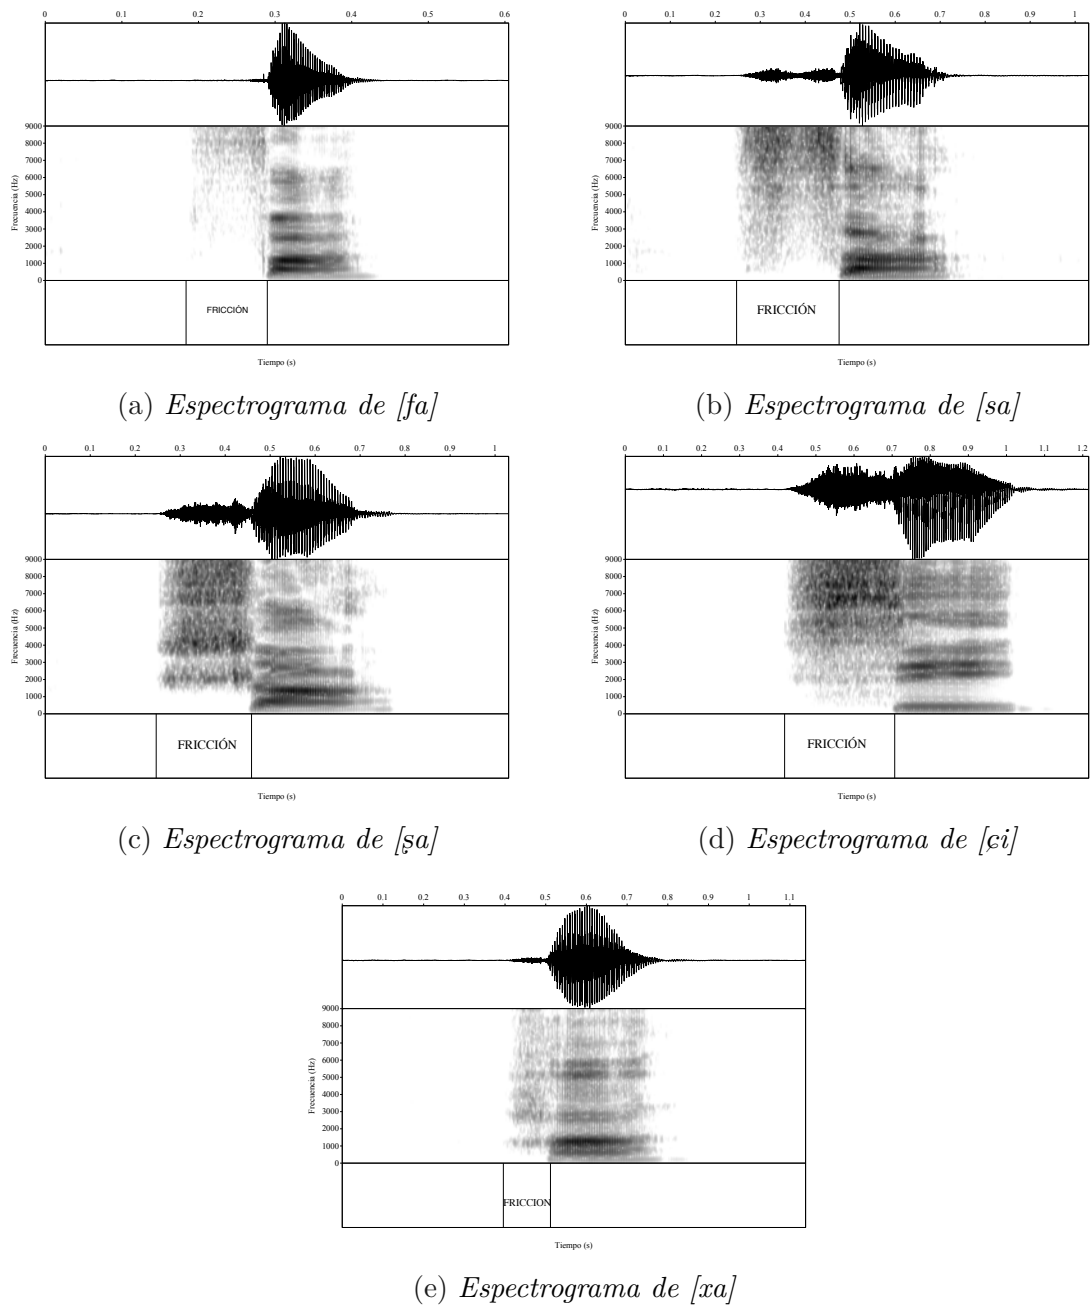 0 0.1 0.2 0.3 0.4 0.5 0.6
9000
8000
7000
6000
5000
4000
3000
2000
1000
0
Frecuencia (Hz)
FRICCIÓN
Tiempo (s)
(a) Espectrograma de [fa]
0 0.1 0.2 0.3 0.4 0.5 0.6 0.7 0.8 0.9 1
9000
8000
7000
6000
5000
4000
3000
2000
1000
0
Frecuencia (Hz)
FRICCIÓN
Tiempo (s)
(b) Espectrograma de [sa]
0 0.1 0.2 0.3 0.4 0.5 0.6 0.7 0.8 0.9 1
9000
8000
7000
6000
5000
4000
3000
2000
1000
0
Frecuencia (Hz)
FRICCIÓN
Tiempo (s)
(c) Espectrograma de [ʂa]
0 0.1 0.2 0.3 0.4 0.5 0.6 0.7 0.8 0.9 1 1.1 1.2
9000
8000
7000
6000
5000
4000
3000
2000
1000
0
Frecuencia (Hz)
FRICCIÓN
Tiempo (s)
(d) Espectrograma de [ɕi]
0 0.1 0.2 0.3 0.4 0.5 0.6 0.7 0.8 0.9 1 1.1
9000
8000
7000
6000
5000
4000
3000
2000
1000
0
Frecuencia (Hz)
FRICCION
Tiempo (s)
(e) Espectrograma de [xa]